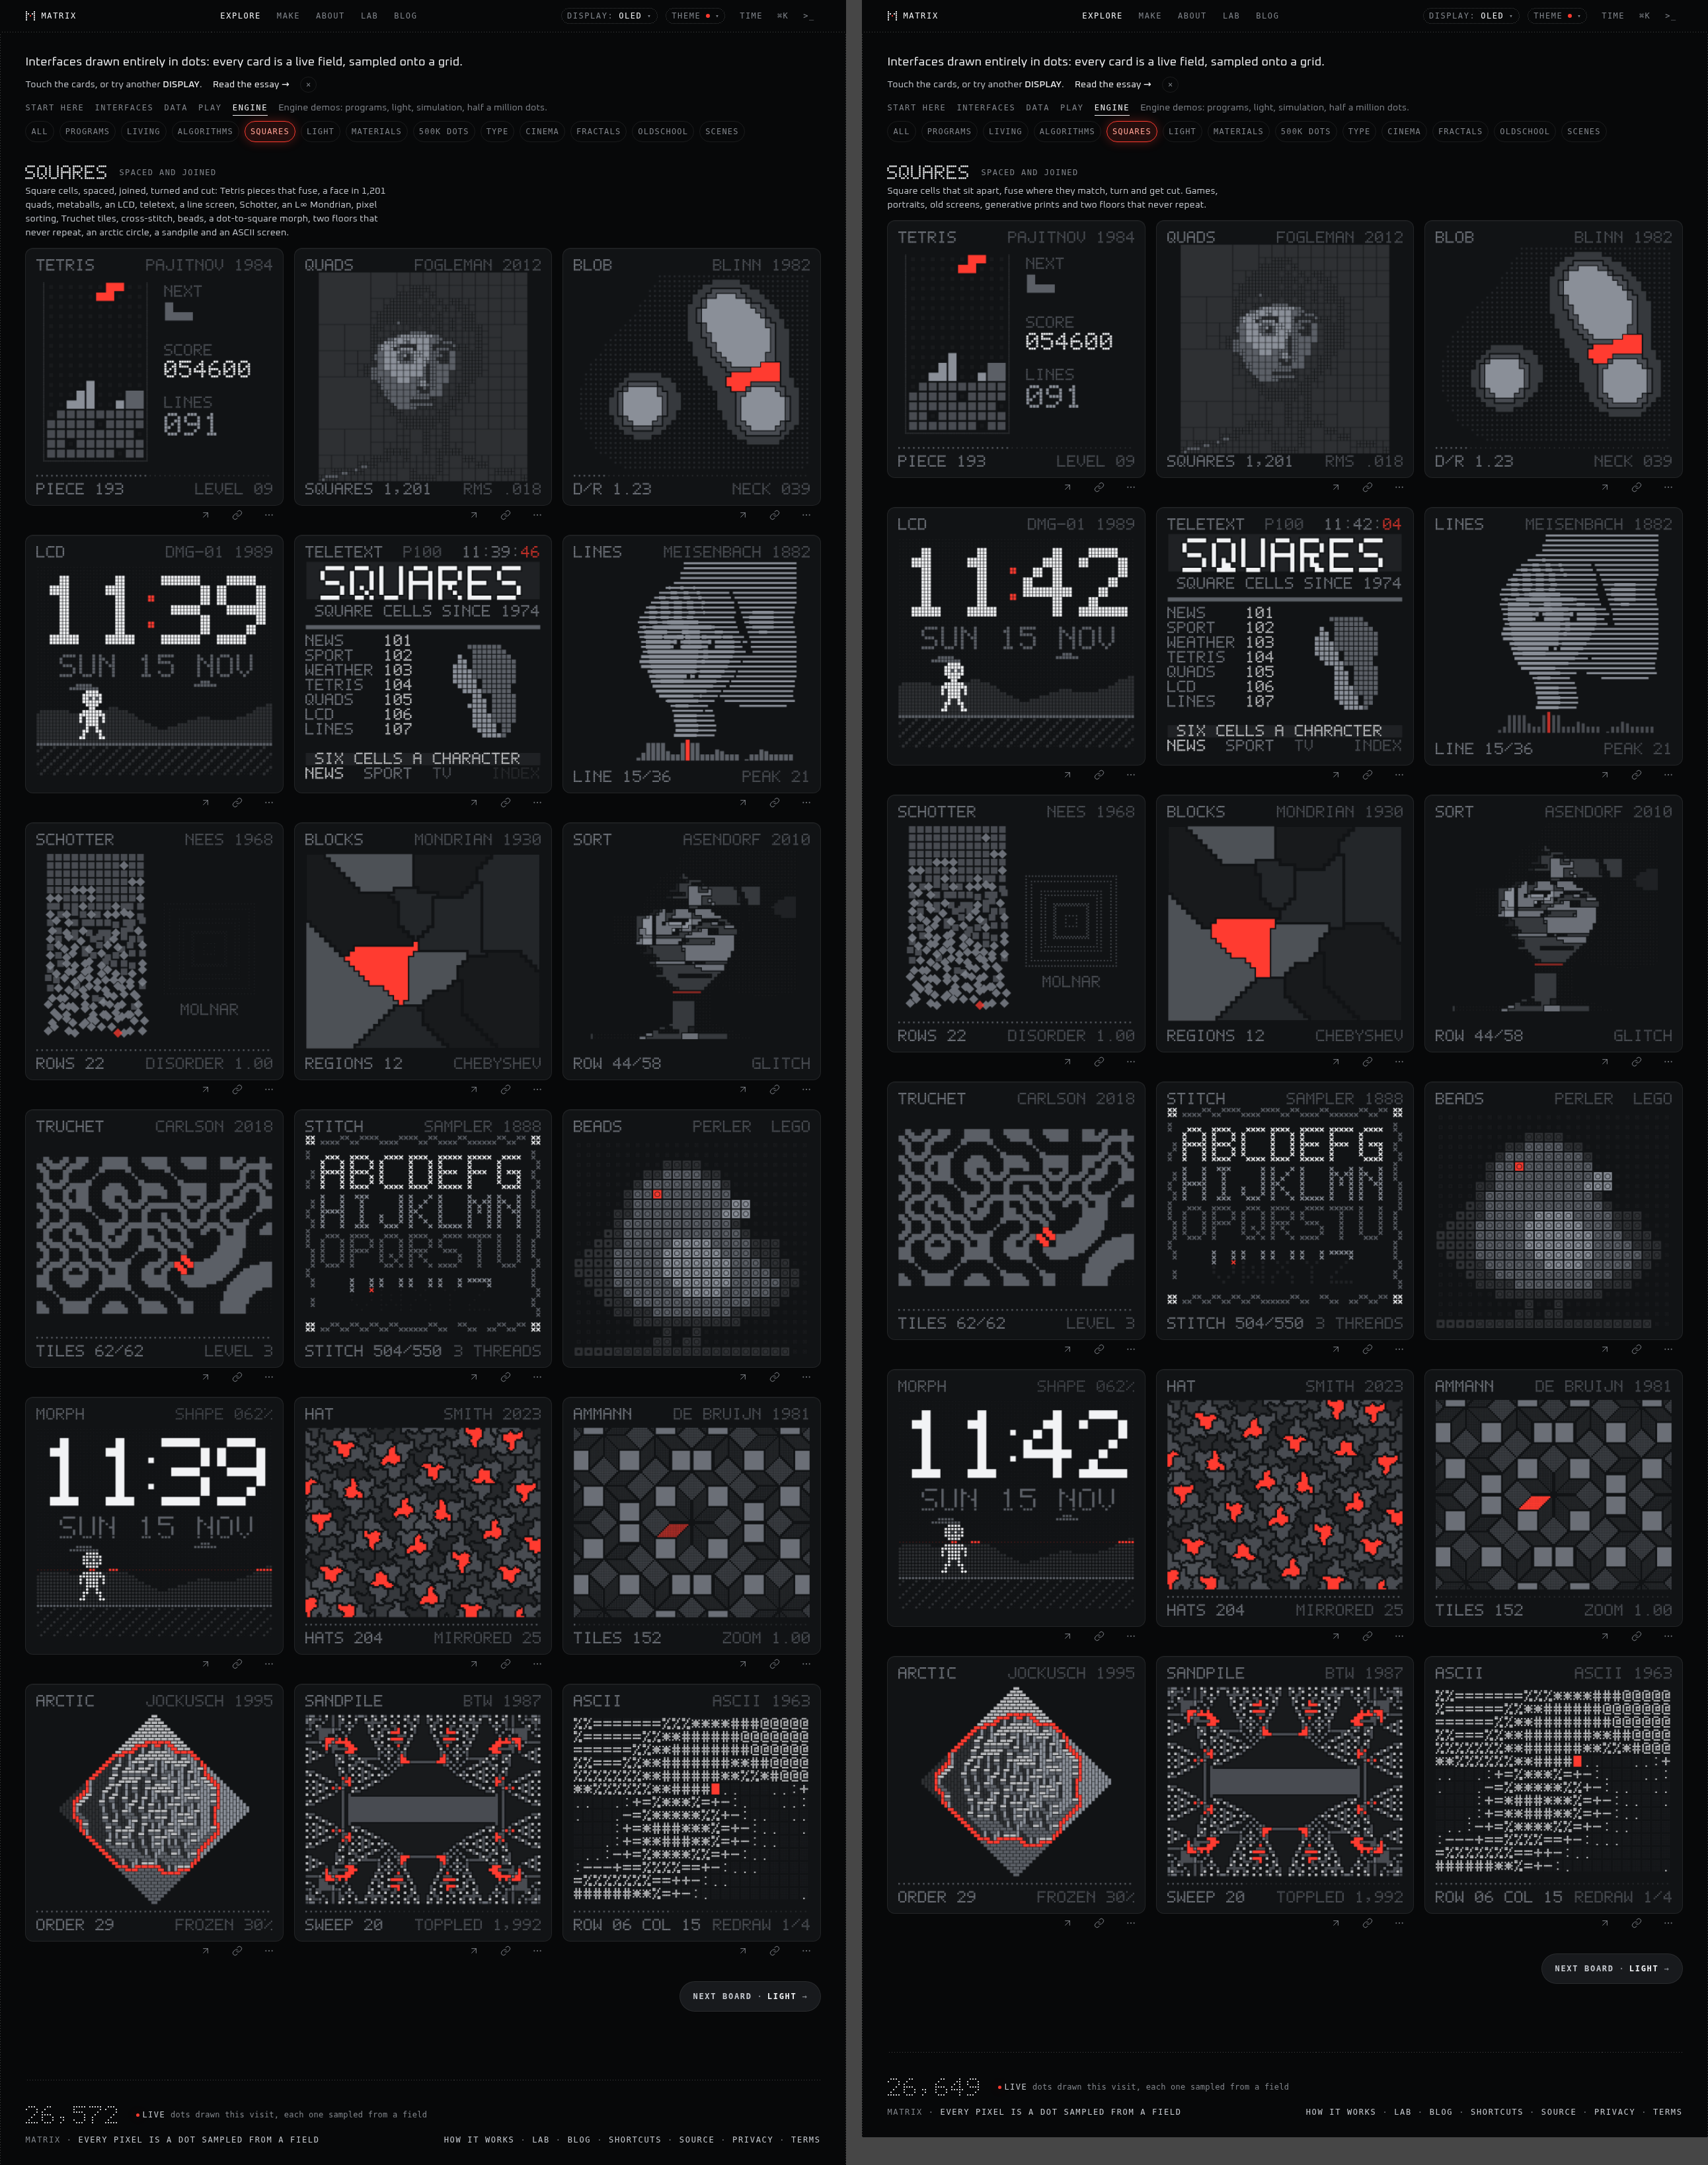 MATRIX EXPLORE MAKE ABOUT LAB BLOG DISPLAY: OLED THEME TIME ⌘K >_
Interfaces drawn entirely in dots: every card is a live field, sampled onto a grid.
Touch the cards, or try another DISPLAY. Read the essay → ×
START HERE INTERFACES DATA PLAY ENGINE Engine demos: programs, light, simulation, half a million dots.
ALL PROGRAMS LIVING ALGORITHMS SQUARES LIGHT MATERIALS 500K DOTS TYPE CINEMA FRACTALS OLDSCHOOL SCENES
SQUARES SPACED AND JOINED
Square cells, spaced, joined, turned and cut: Tetris pieces that fuse, a face in 1,201
quads, metaballs, an LCD, teletext, a line screen, Schotter, an L∞ Mondrian, pixel
sorting, Truchet tiles, cross-stitch, beads, a dot-to-square morph, two floors that
never repeat, an arctic circle, a sandpile and an ASCII screen.
TETRIS PAJITNOV 1984
NEXT
SCORE
054600
LINES
091
PIECE 193 LEVEL 09
QUADS FOGLEMAN 2012
SQUARES 1,201 RMS .018
BLOB BLINN 1982
D/R 1.23 NECK 039
LCD DMG-01 1989
11:39
SUN 15 NOV
TELETEXT P100 11:39:46
SQUARES
SQUARE CELLS SINCE 1974
NEWS 101
SPORT 102
WEATHER 103
TETRIS 104
QUADS 105
LCD 106
LINES 107
SIX CELLS A CHARACTER
NEWS SPORT TV INDEX
LINES MEISENBACH 1882
LINE 15/36 PEAK 21
SCHOTTER NEES 1968
MOLNAR
ROWS 22 DISORDER 1.00
BLOCKS MONDRIAN 1930
REGIONS 12 CHEBYSHEV
SORT ASENDORF 2010
ROW 44/58 GLITCH
TRUCHET CARLSON 2018
TILES 62/62 LEVEL 3
STITCH SAMPLER 1888
ABCDEFG
HIJKLMN
OPQRSTU
STITCH 504/550 3 THREADS
BEADS PERLER LEGO
MORPH SHAPE 062%
11:39
SUN 15 NOV
HAT SMITH 2023
HATS 204 MIRRORED 25
AMMANN DE BRUIJN 1981
TILES 152 ZOOM 1.00
ARCTIC JOCKUSCH 1995
ORDER 29 FROZEN 30%
SANDPILE BTW 1987
SWEEP 20 TOPPLED 1,992
ASCII ASCII 1963
ROW 06 COL 15 REDRAW 1/4
NEXT BOARD · LIGHT →
26,572 LIVE dots drawn this visit, each one sampled from a field
MATRIX · EVERY PIXEL IS A DOT SAMPLED FROM A FIELD HOW IT WORKS · LAB · BLOG · SHORTCUTS · SOURCE · PRIVACY · TERMS
MATRIX EXPLORE MAKE ABOUT LAB BLOG DISPLAY: OLED THEME TIME ⌘K >_
Interfaces drawn entirely in dots: every card is a live field, sampled onto a grid.
Touch the cards, or try another DISPLAY. Read the essay → ×
START HERE INTERFACES DATA PLAY ENGINE Engine demos: programs, light, simulation, half a million dots.
ALL PROGRAMS LIVING ALGORITHMS SQUARES LIGHT MATERIALS 500K DOTS TYPE CINEMA FRACTALS OLDSCHOOL SCENES
SQUARES SPACED AND JOINED
Square cells that sit apart, fuse where they match, turn and get cut. Games,
portraits, old screens, generative prints and two floors that never repeat.
TETRIS PAJITNOV 1984
NEXT
SCORE
054600
LINES
091
PIECE 193 LEVEL 09
QUADS FOGLEMAN 2012
SQUARES 1,201 RMS .018
BLOB BLINN 1982
D/R 1.23 NECK 039
LCD DMG-01 1989
11:42
SUN 15 NOV
TELETEXT P100 11:42:04
SQUARES
SQUARE CELLS SINCE 1974
NEWS 101
SPORT 102
WEATHER 103
TETRIS 104
QUADS 105
LCD 106
LINES 107
SIX CELLS A CHARACTER
NEWS SPORT TV INDEX
LINES MEISENBACH 1882
LINE 15/36 PEAK 21
SCHOTTER NEES 1968
MOLNAR
ROWS 22 DISORDER 1.00
BLOCKS MONDRIAN 1930
REGIONS 12 CHEBYSHEV
SORT ASENDORF 2010
ROW 44/58 GLITCH
TRUCHET CARLSON 2018
TILES 62/62 LEVEL 3
STITCH SAMPLER 1888
ABCDEFG
HIJKLMN
OPQRSTU
STITCH 504/550 3 THREADS
BEADS PERLER LEGO
MORPH SHAPE 062%
11:42
SUN 15 NOV
HAT SMITH 2023
HATS 204 MIRRORED 25
AMMANN DE BRUIJN 1981
TILES 152 ZOOM 1.00
ARCTIC JOCKUSCH 1995
ORDER 29 FROZEN 30%
SANDPILE BTW 1987
SWEEP 20 TOPPLED 1,992
ASCII ASCII 1963
ROW 06 COL 15 REDRAW 1/4
NEXT BOARD · LIGHT →
26,649 LIVE dots drawn this visit, each one sampled from a field
MATRIX · EVERY PIXEL IS A DOT SAMPLED FROM A FIELD HOW IT WORKS · LAB · BLOG · SHORTCUTS · SOURCE · PRIVACY · TERMS